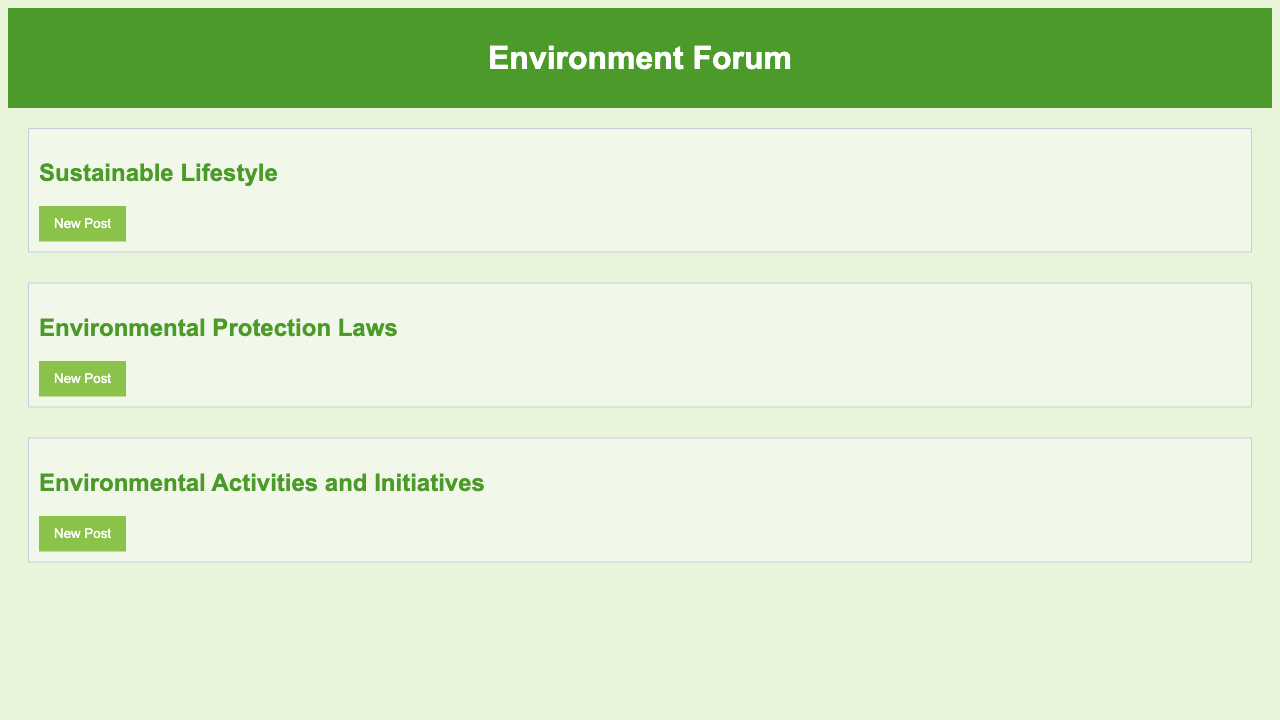 Environment Forum
Sustainable Lifestyle
New Post
Environmental Protection Laws
New Post
Environmental Activities and Initiatives
New Post